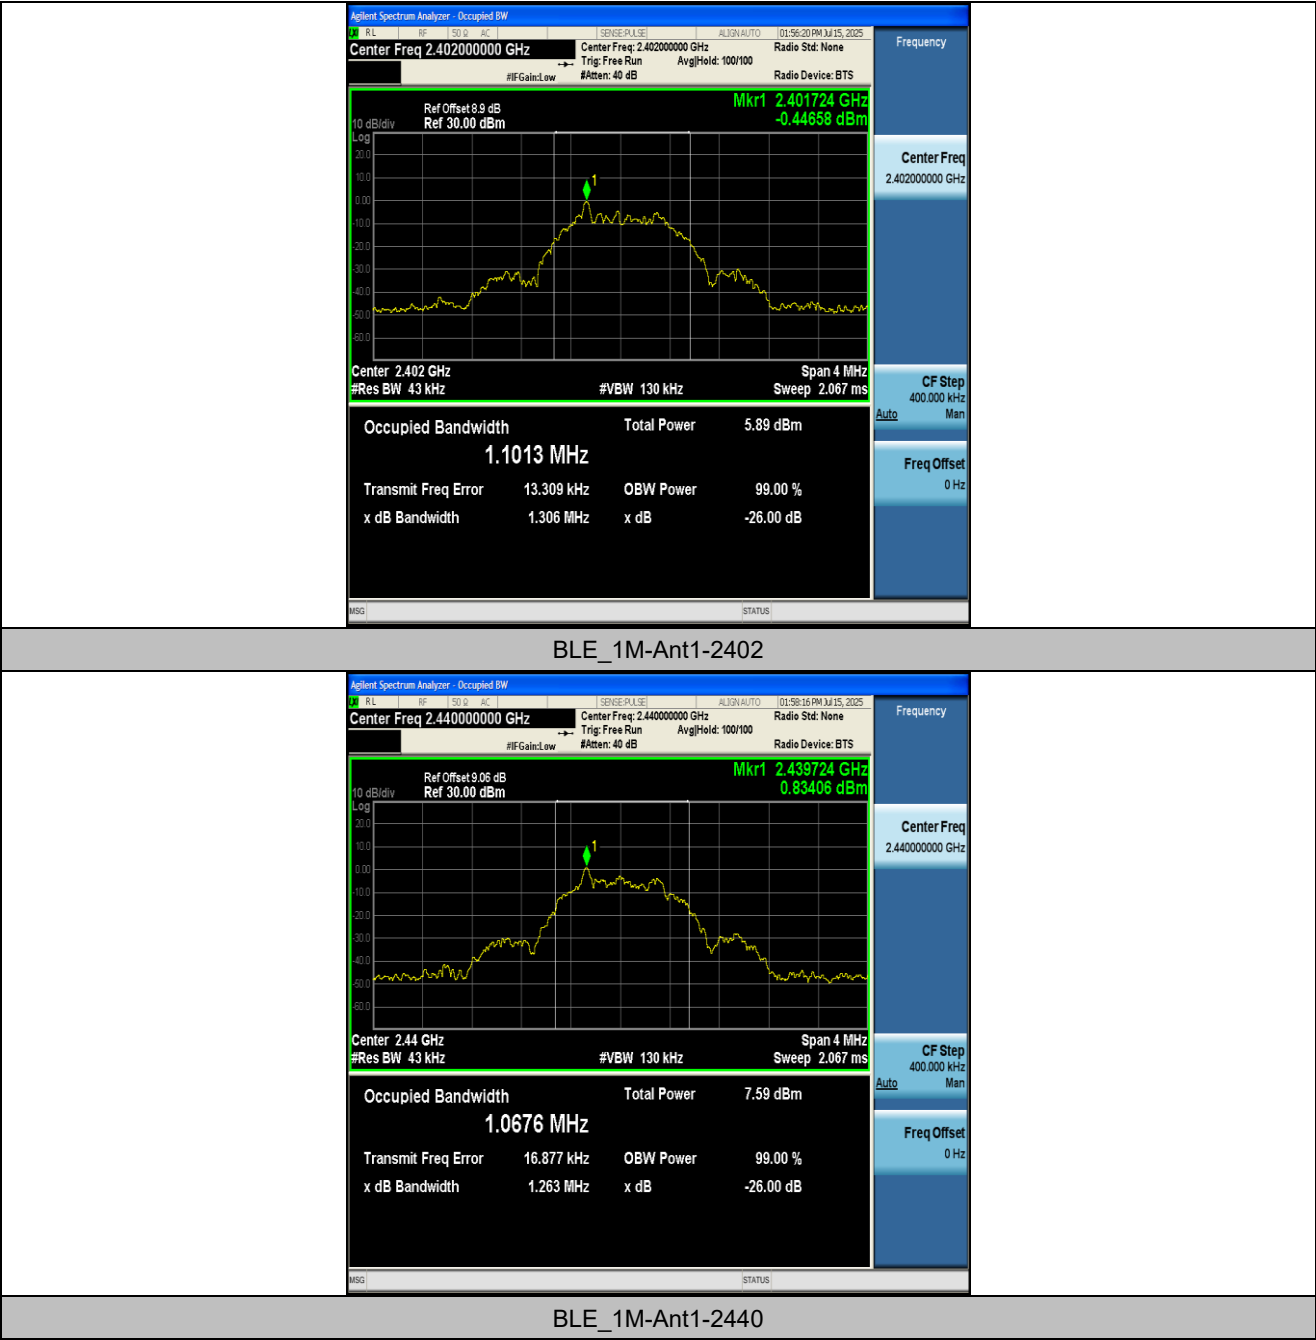 Agilent Spectrum Analyzer - Occupied BW
RL RF 50 Ω AC SENSE:PULSE ALIGN AUTO 01:56:20 PM Jul 15, 2025
Center Freq 2.402000000 GHz
Center Freq: 2.402000000 GHz
Radio Std: None
Trig: Free Run Avg|Hold: 100/100
#IFGain:Low #Atten: 40 dB Radio Device: BTS
Mkr1 2.401724 GHz
-0.44658 dBm
Ref Offset 8.9 dB
10 dB/div Ref 30.00 dBm
Log
20.0
10.0
0.00
-10.0
-20.0
-30.0
-40.0
-50.0
-60.0
1
Center 2.402 GHz Span 4 MHz
#Res BW 43 kHz #VBW 130 kHz Sweep 2.067 ms
Occupied Bandwidth Total Power 5.89 dBm
1.1013 MHz
Transmit Freq Error 13.309 kHz OBW Power 99.00 %
x dB Bandwidth 1.306 MHz x dB -26.00 dB
MSG STATUS
Frequency
Center Freq
2.402000000 GHz
CF Step
400.000 kHz
Auto Man
Freq Offset
0 Hz
BLE_1M-Ant1-2402
Agilent Spectrum Analyzer - Occupied BW
RL RF 50 Ω AC SENSE:PULSE ALIGN AUTO 01:58:16 PM Jul 15, 2025
Center Freq 2.440000000 GHz
Center Freq: 2.440000000 GHz
Radio Std: None
Trig: Free Run Avg|Hold: 100/100
#IFGain:Low #Atten: 40 dB Radio Device: BTS
Mkr1 2.439724 GHz
0.83406 dBm
Ref Offset 9.06 dB
10 dB/div Ref 30.00 dBm
Log
20.0
10.0
0.00
-10.0
-20.0
-30.0
-40.0
-50.0
-60.0
1
Center 2.44 GHz Span 4 MHz
#Res BW 43 kHz #VBW 130 kHz Sweep 2.067 ms
Occupied Bandwidth Total Power 7.59 dBm
1.0676 MHz
Transmit Freq Error 16.877 kHz OBW Power 99.00 %
x dB Bandwidth 1.263 MHz x dB -26.00 dB
MSG STATUS
Frequency
Center Freq
2.440000000 GHz
CF Step
400.000 kHz
Auto Man
Freq Offset
0 Hz
BLE_1M-Ant1-2440